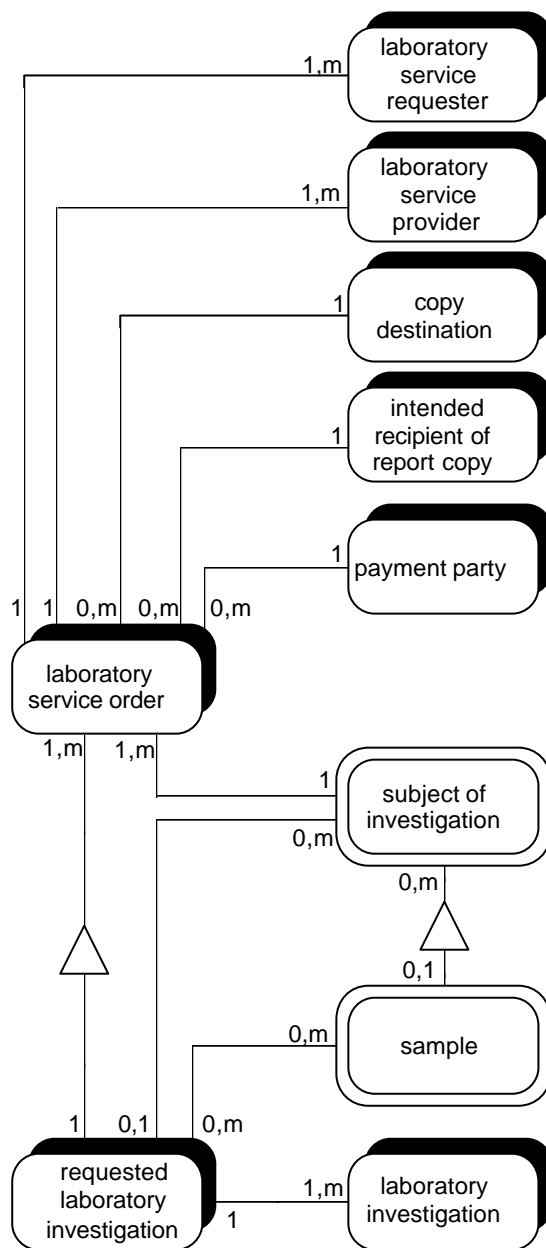 laboratory
service
requester
1,m
laboratory
service
provider
1,m
copy
destination
1
intended
recipient of
report copy
1
payment party
1
1 1 0,m 0,m 0,m
laboratory
service order
1,m 1,m
1
subject of
investigation
0,m
0,m
0,1
sample
0,m
1 0,1 0,m
requested
laboratory
investigation
1
1,m
laboratory
investigation